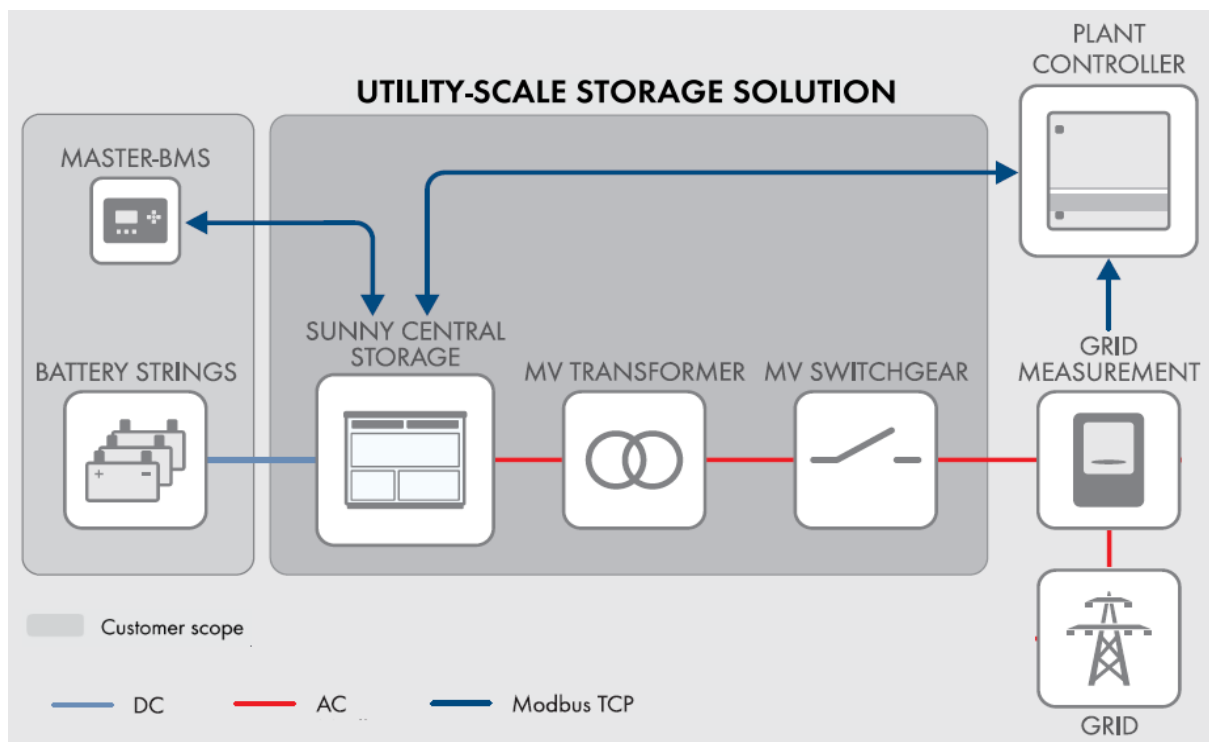 PLANT
CONTROLLER
UTILITY-SCALE STORAGE SOLUTION
MASTER-BMS
SUNNY CENTRAL
STORAGE
BATTERY STRINGS
MV TRANSFORMER
MV SWITCHGEAR
GRID
MEASUREMENT
+ -
Customer scope
DC
AC
Modbus TCP
GRID